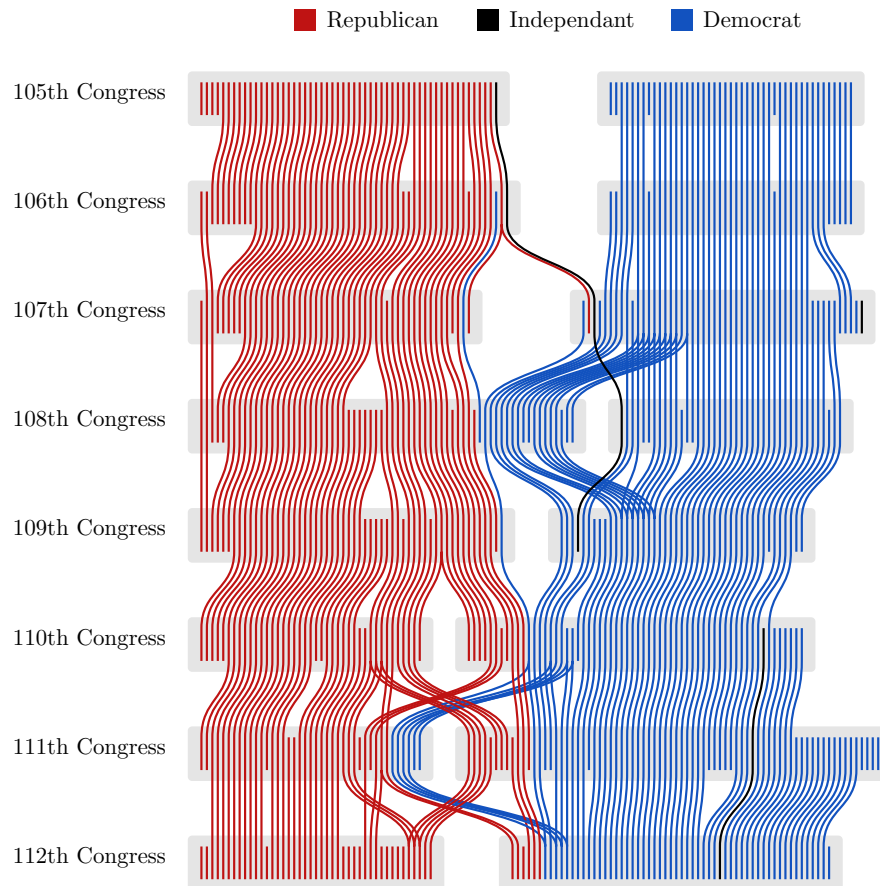 Republican Independant Democrat
105th Congress
106th Congress
107th Congress
108th Congress
109th Congress
110th Congress
111th Congress
112th Congress